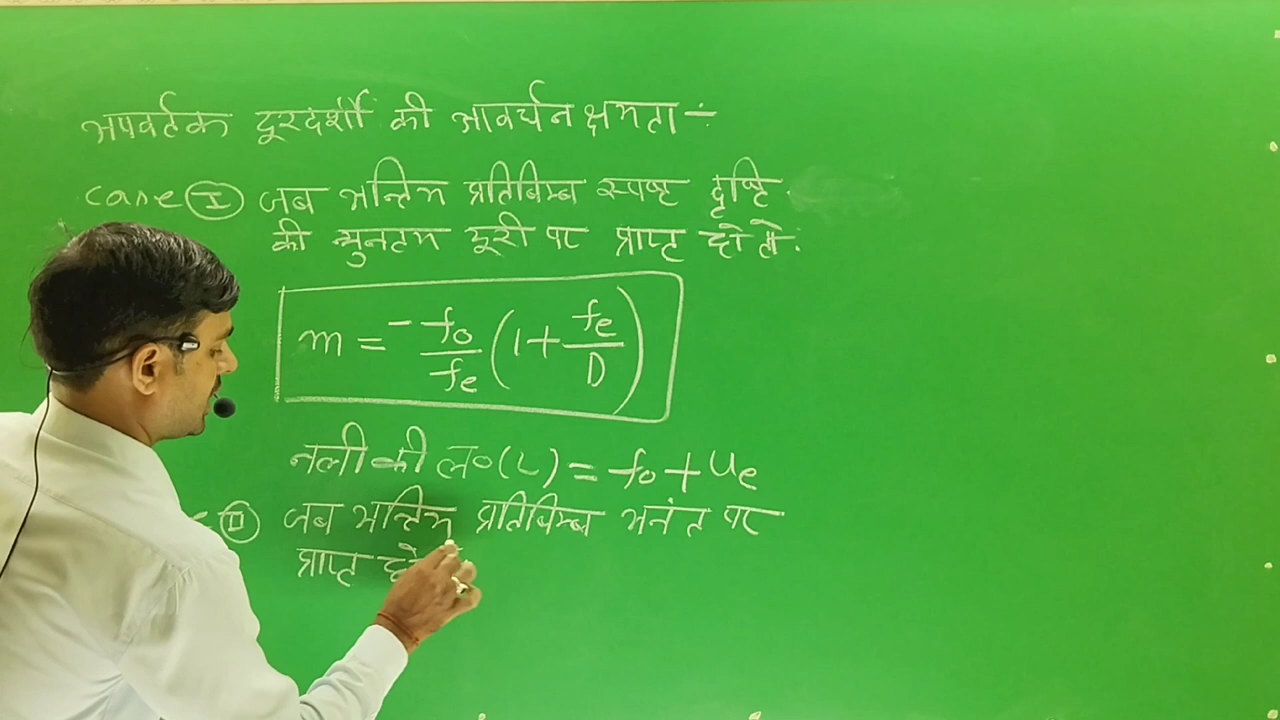 अपवर्तक दूरदर्शी की आवर्धन क्षमता ÷
Case (I) जब अन्तिम प्रतिबिम्ब स्पष्ट दृष्टि
की न्युनतम दूरी पर प्राप्त हो तो:
m = -fo/fe (1 + fe/D)
नली की ल०(L) = fo + ue
(II) जब अन्तिम प्रतिबिम्ब अनंत पर
प्राप्त हो